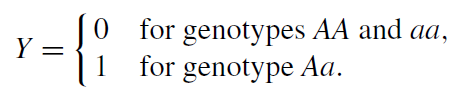 Y = { 0 for genotypes AA and aa,
1 for genotype Aa.